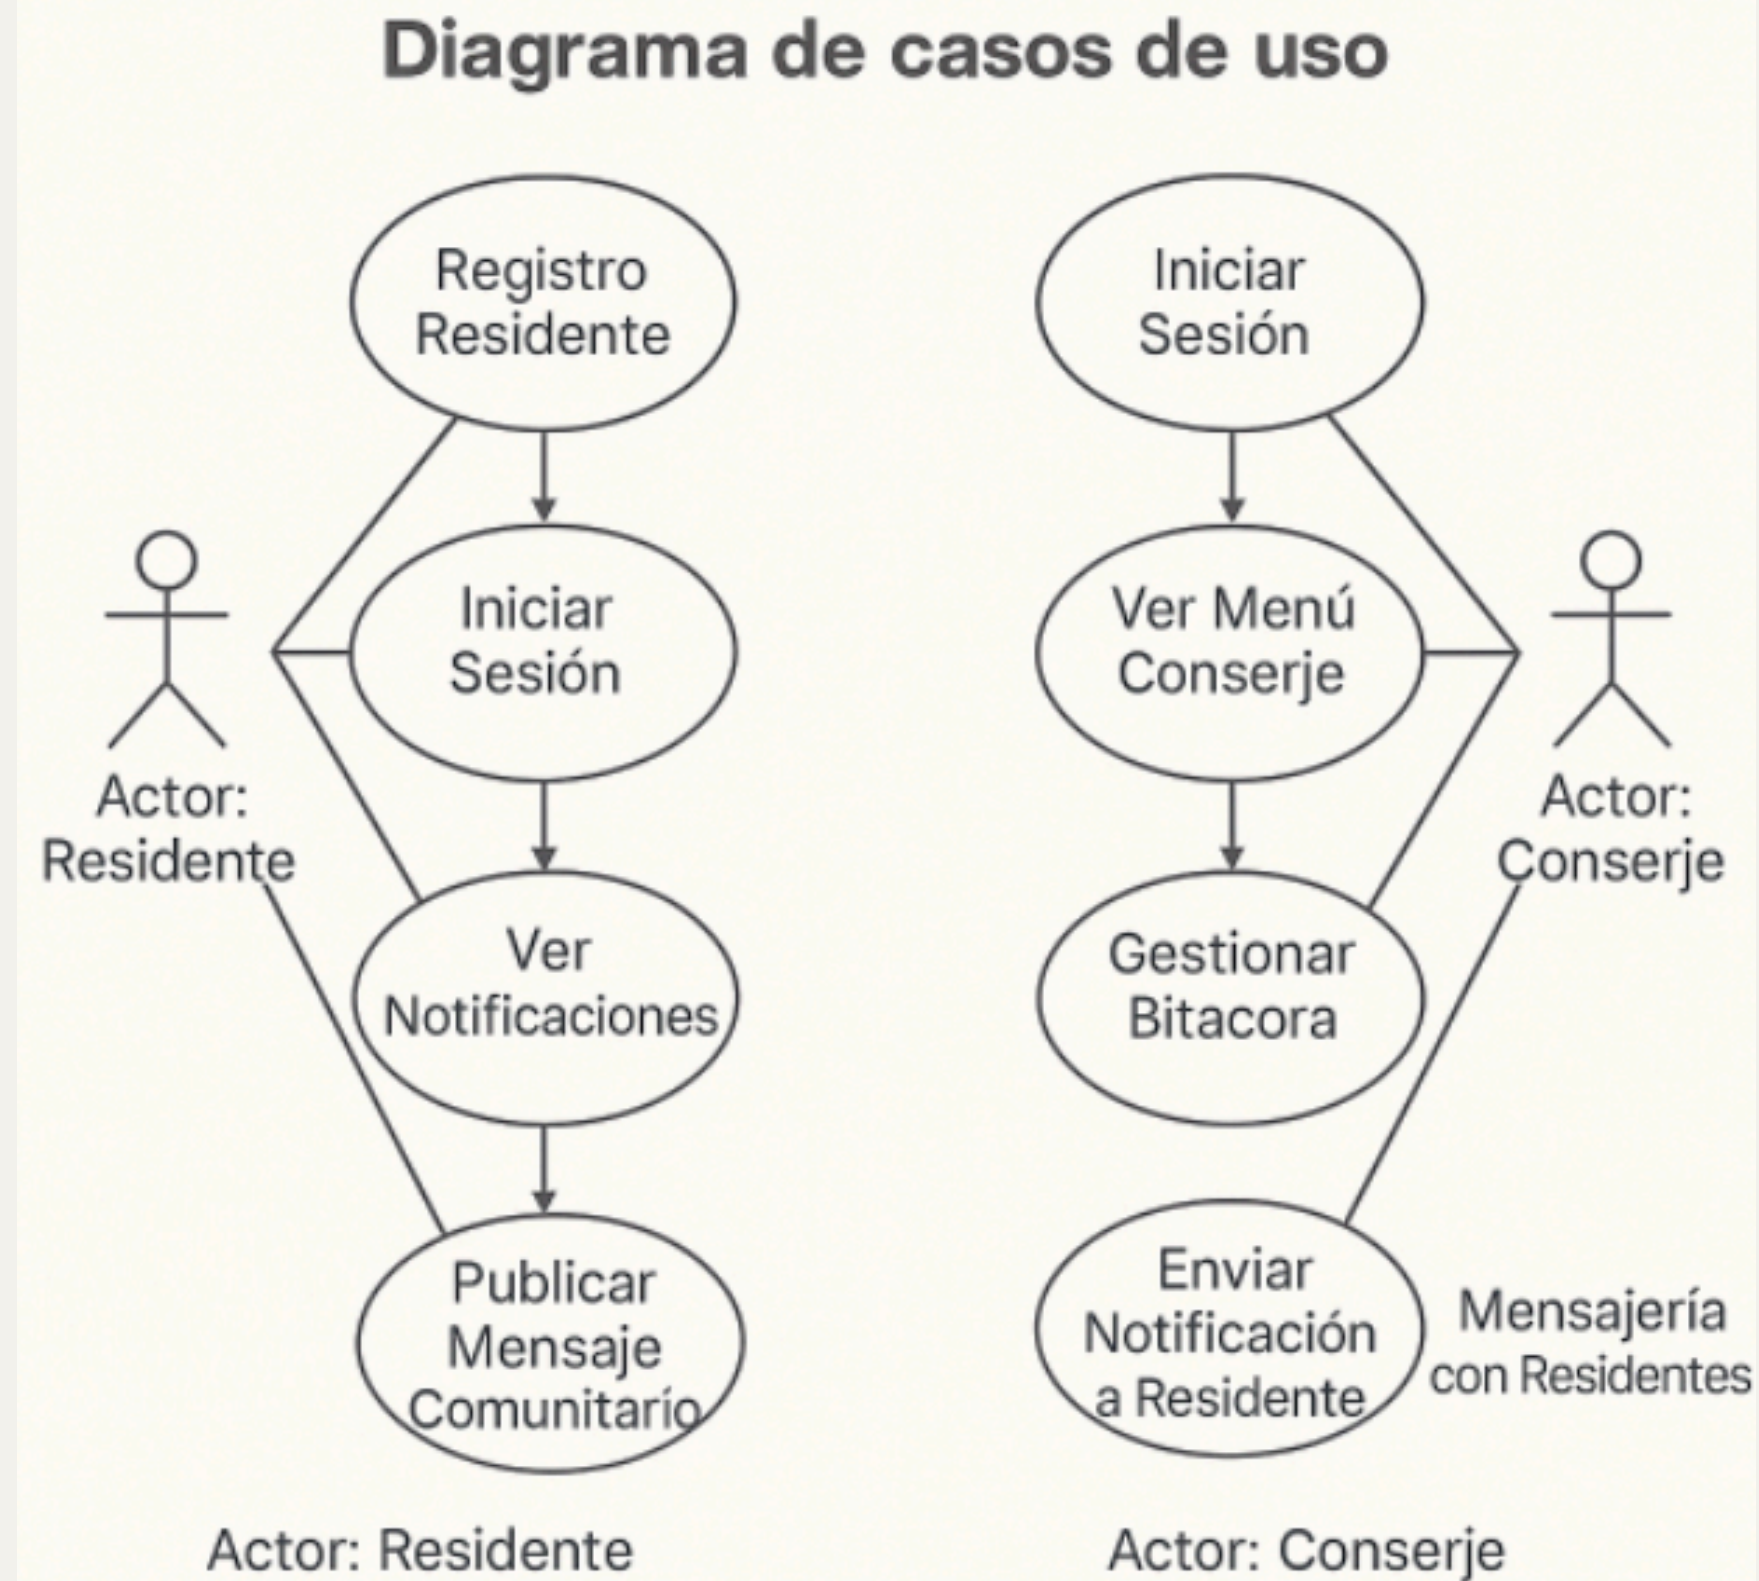 Diagrama de casos de uso
Registro
Residente
Iniciar
Sesión
Ver
Notificaciones
Publicar
Mensaje
Comunitario
Actor:
Residente
Actor: Residente
Iniciar
Sesión
Ver Menú
Conserje
Gestionar
Bitacora
Enviar
Notificación
a Residente
Actor:
Conserje
Mensajería
con Residentes
Actor: Conserje